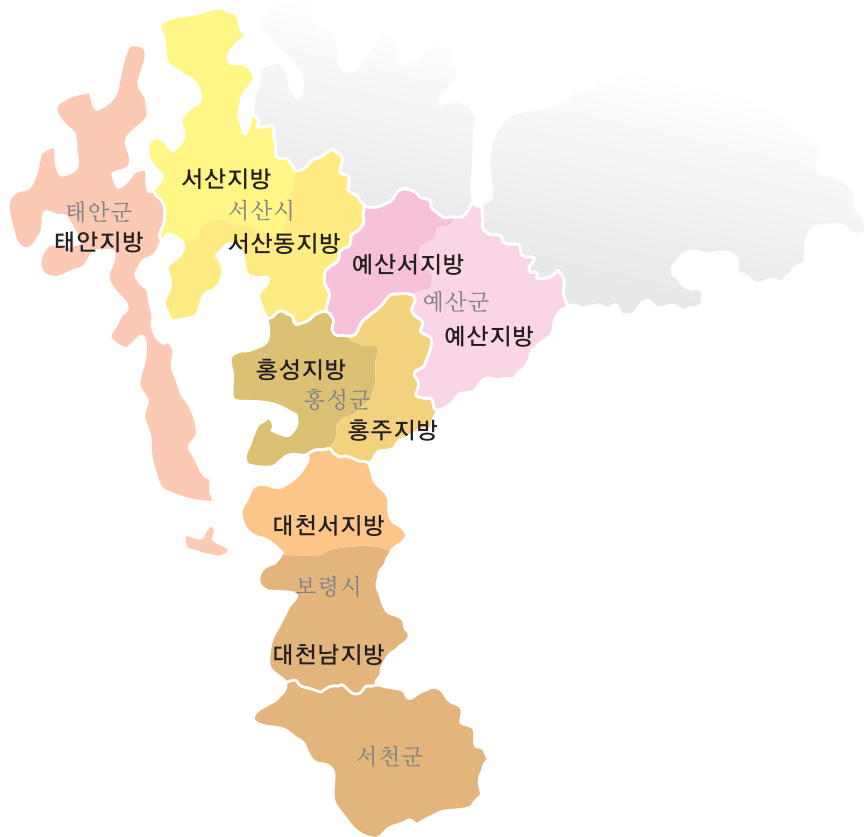 서산지방
태안군
서산시
태안지방
서산동지방
예산서지방
예산군
예산지방
홍성지방
홍성군
홍주지방
대천서지방
보령시
대천남지방
서천군